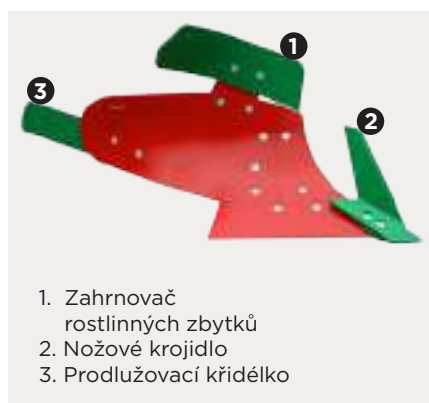 1
3
2
1. Zahrnovač
rostlinných zbytků
2. Nožové krojidlo
3. Prodlužovací křidélko